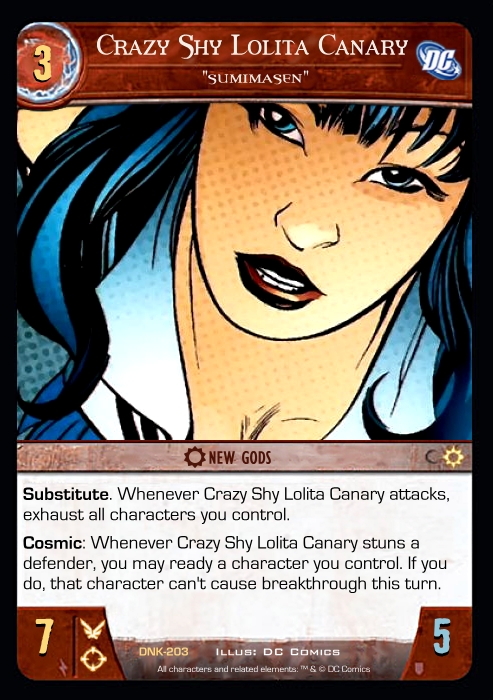 3
Crazy Shy Lolita Canary
"Sumimasen"
DC
NEW GODS
C
Substitute. Whenever Crazy Shy Lolita Canary attacks,
exhaust all characters you control.
Cosmic: Whenever Crazy Shy Lolita Canary stuns a
defender, you may ready a character you control. If you
do, that character can't cause breakthrough this turn.
7
DNK-203 Illus: DC Comics
All characters and related elements: ™ & © DC Comics
5